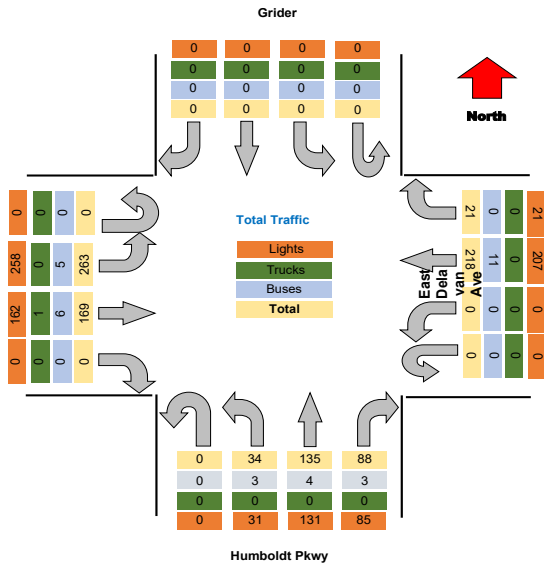 Grider
0 0 0 0
0 0 0 0
0 0 0 0
0 0 0 0
North
0 0 0 0
258 0 5 263
162 1 6 169
0 0 0 0
Total Traffic
Lights
Trucks
Buses
Total
21 0 0 21
218 11 0 207
0 0 0 0
0 0 0 0
East
Dela
van
Ave
0 34 135 88
0 3 4 3
0 0 0 0
0 31 131 85
Humboldt Pkwy